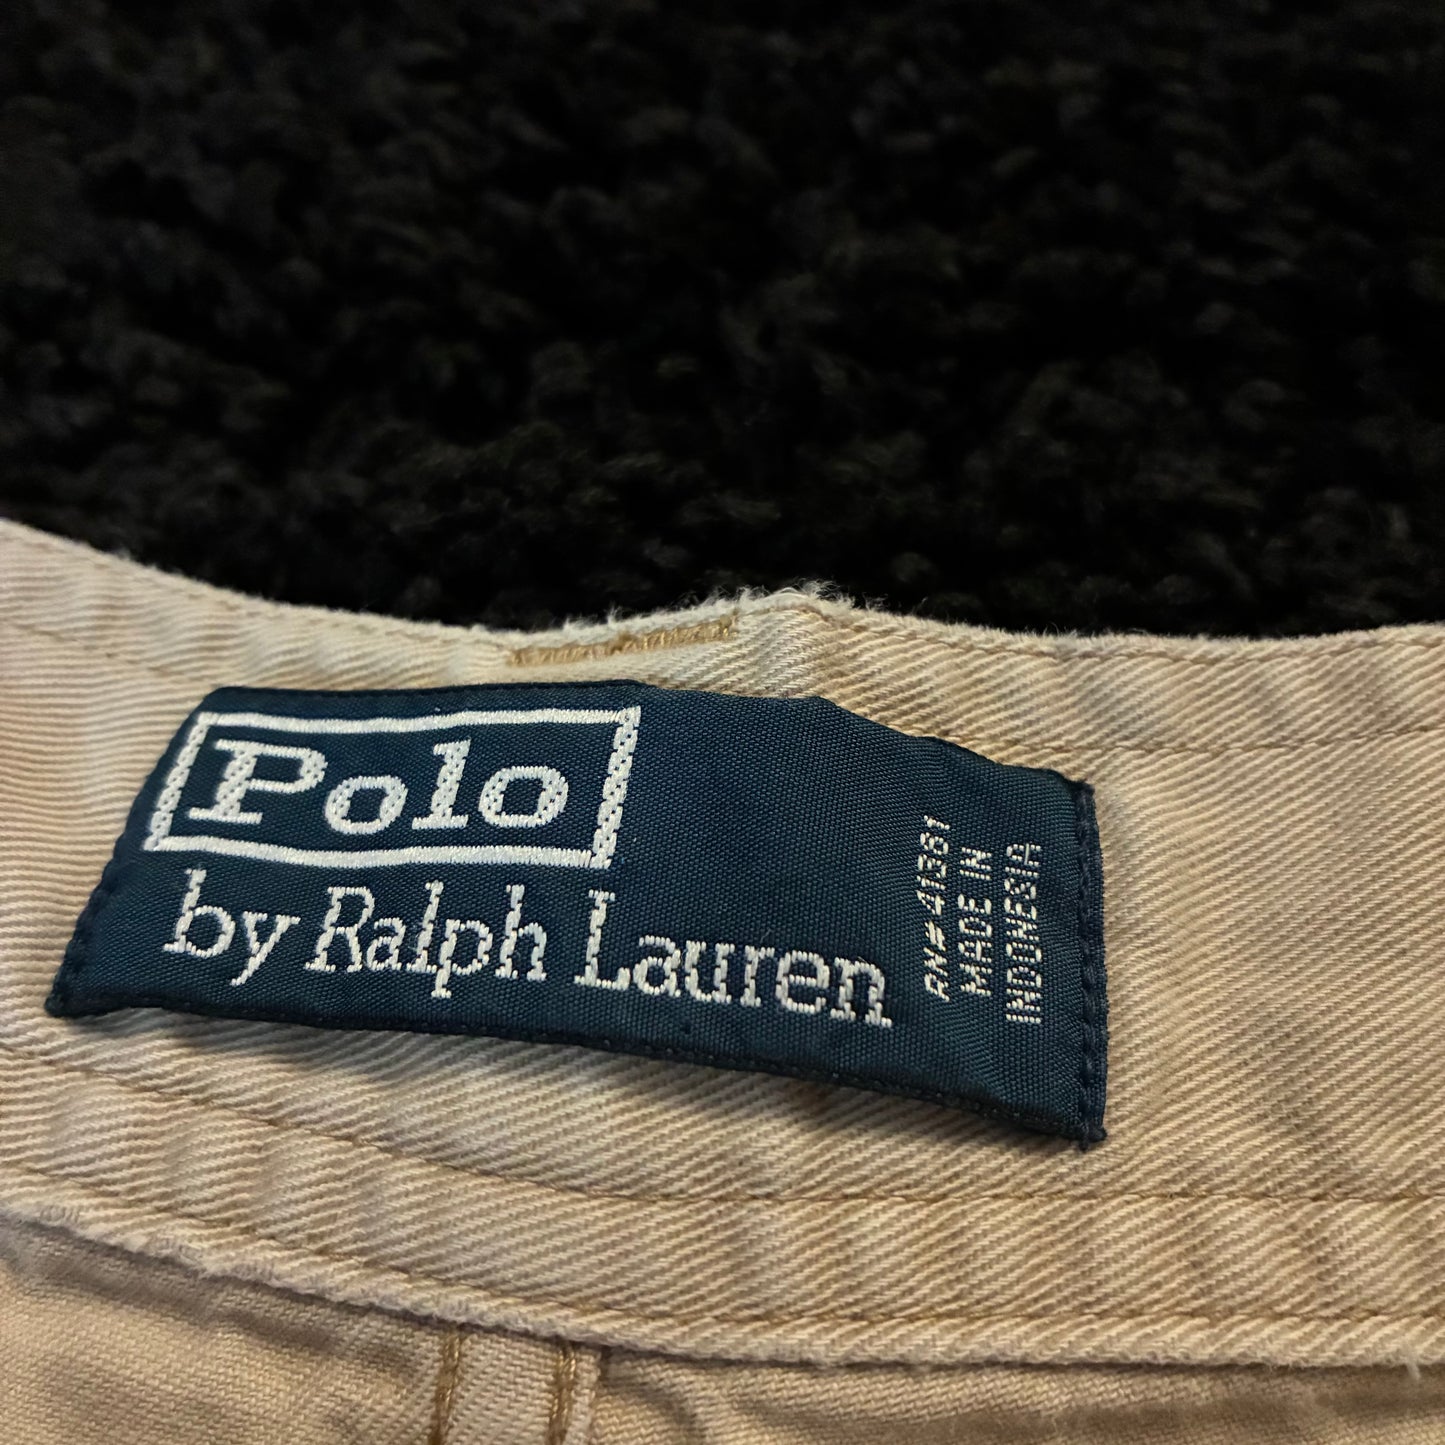 Polo
by Ralph Lauren
RN# 41381
MADE IN
INDONESIA